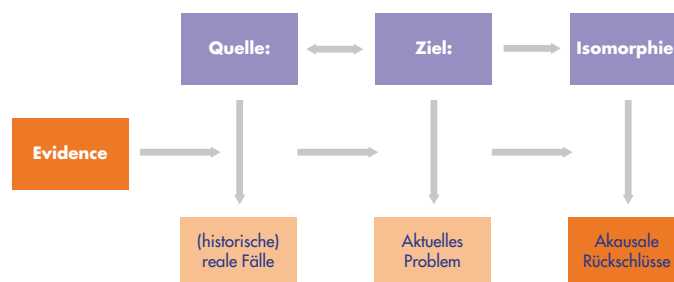 Quelle:
Ziel:
Isomorphie
Evidence
(historische)
reale Fälle
Aktuelles
Problem
Akausale
Rückschlüsse